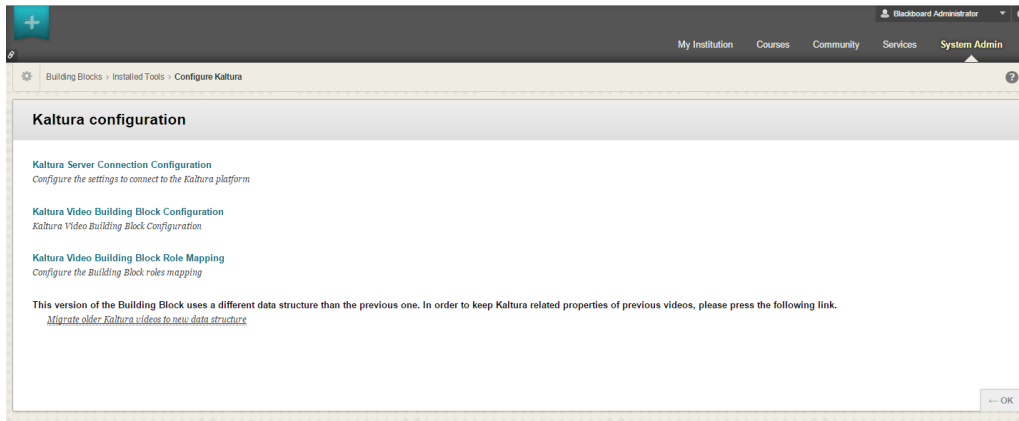 Blackboard Administrator
My Institution Courses Community Services System Admin
Building Blocks > Installed Tools > Configure Kaltura
Kaltura configuration
Kaltura Server Connection Configuration
Configure the settings to connect to the Kaltura platform
Kaltura Video Building Block Configuration
Kaltura Video Building Block Configuration
Kaltura Video Building Block Role Mapping
Configure the Building Block roles mapping
This version of the Building Block uses a different data structure than the previous one. In order to keep Kaltura related properties of previous videos, please press the following link.
Migrate older Kaltura videos to new data structure
← OK